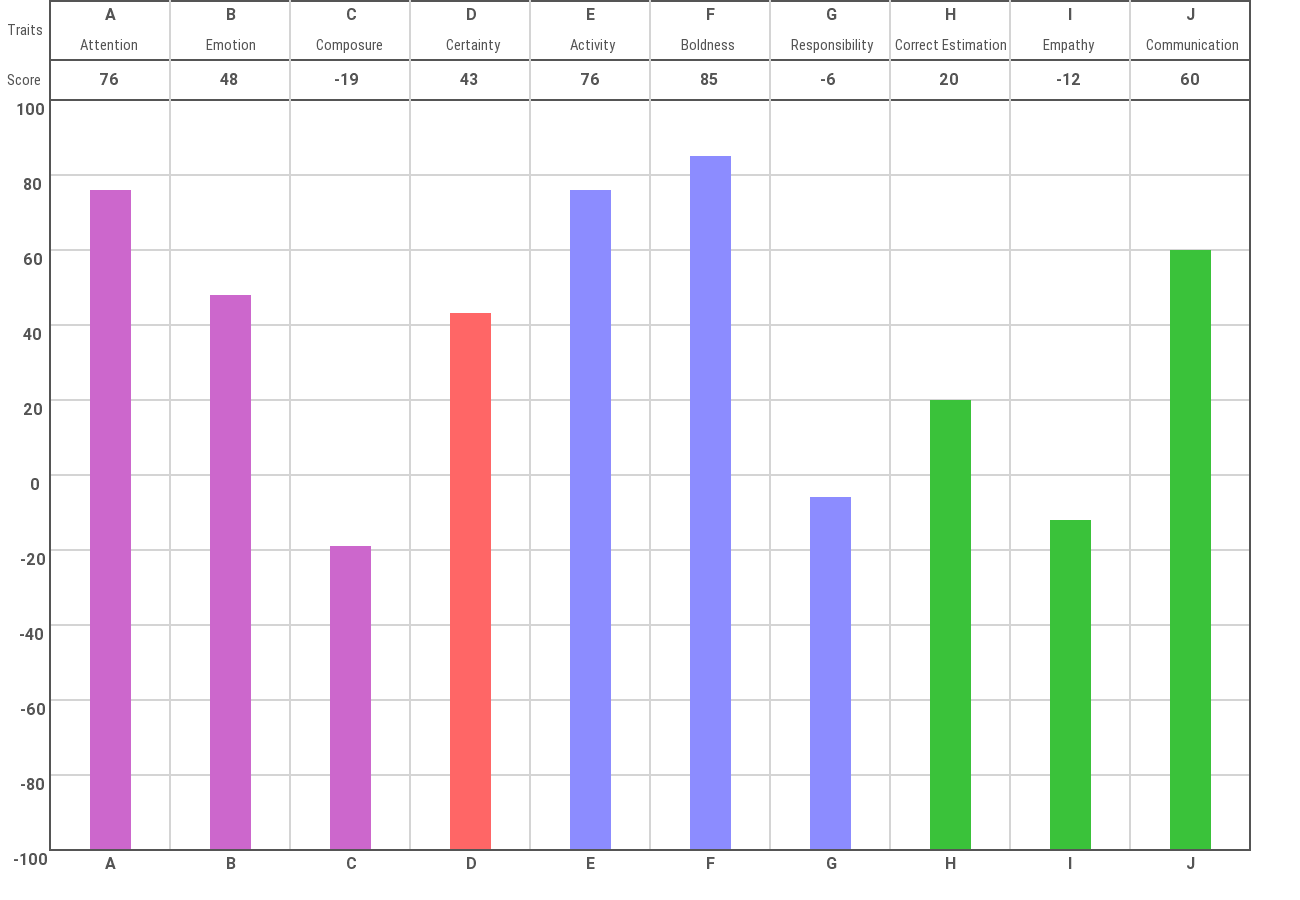 Traits A B C D E F G H I J
Attention Emotion Composure Certainty Activity Boldness Responsibility Correct Estimation Empathy Communication
Score 76 48 -19 43 76 85 -6 20 -12 60
100
80
60
40
20
0
-20
-40
-60
-80
-100
A B C D E F G H I J